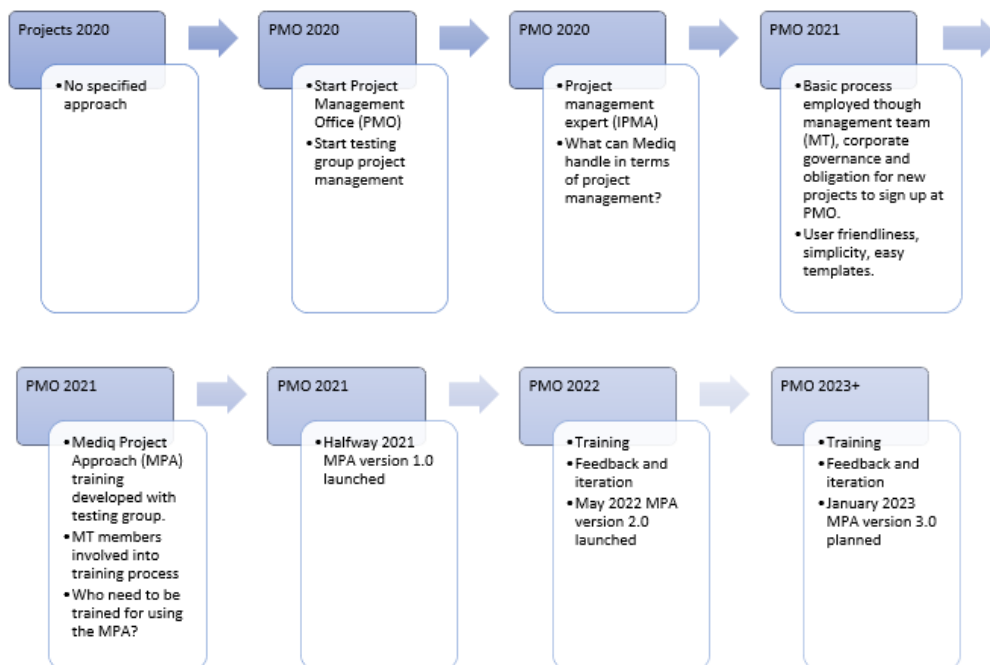 Projects 2020
• No specified
approach
PMO 2020
• Start Project
Management
Office (PMO)
• Start testing
group project
management
PMO 2020
• Project
management
expert (IPMA)
• What can Mediq
handle in terms
of project
management?
PMO 2021
• Basic process
employed though
management team
(MT), corporate
governance and
obligation for new
projects to sign up at
PMO.
• User friendliness,
simplicity, easy
templates.
PMO 2021
• Mediq Project
Approach (MPA)
training
developed with
testing group.
• MT members
involved into
training process
• Who need to be
trained for using
the MPA?
PMO 2021
• Halfway 2021
MPA version 1.0
launched
PMO 2022
• Training
• Feedback and
iteration
• May 2022 MPA
version 2.0
launched
PMO 2023+
• Training
• Feedback and
iteration
• January 2023
MPA version 3.0
planned